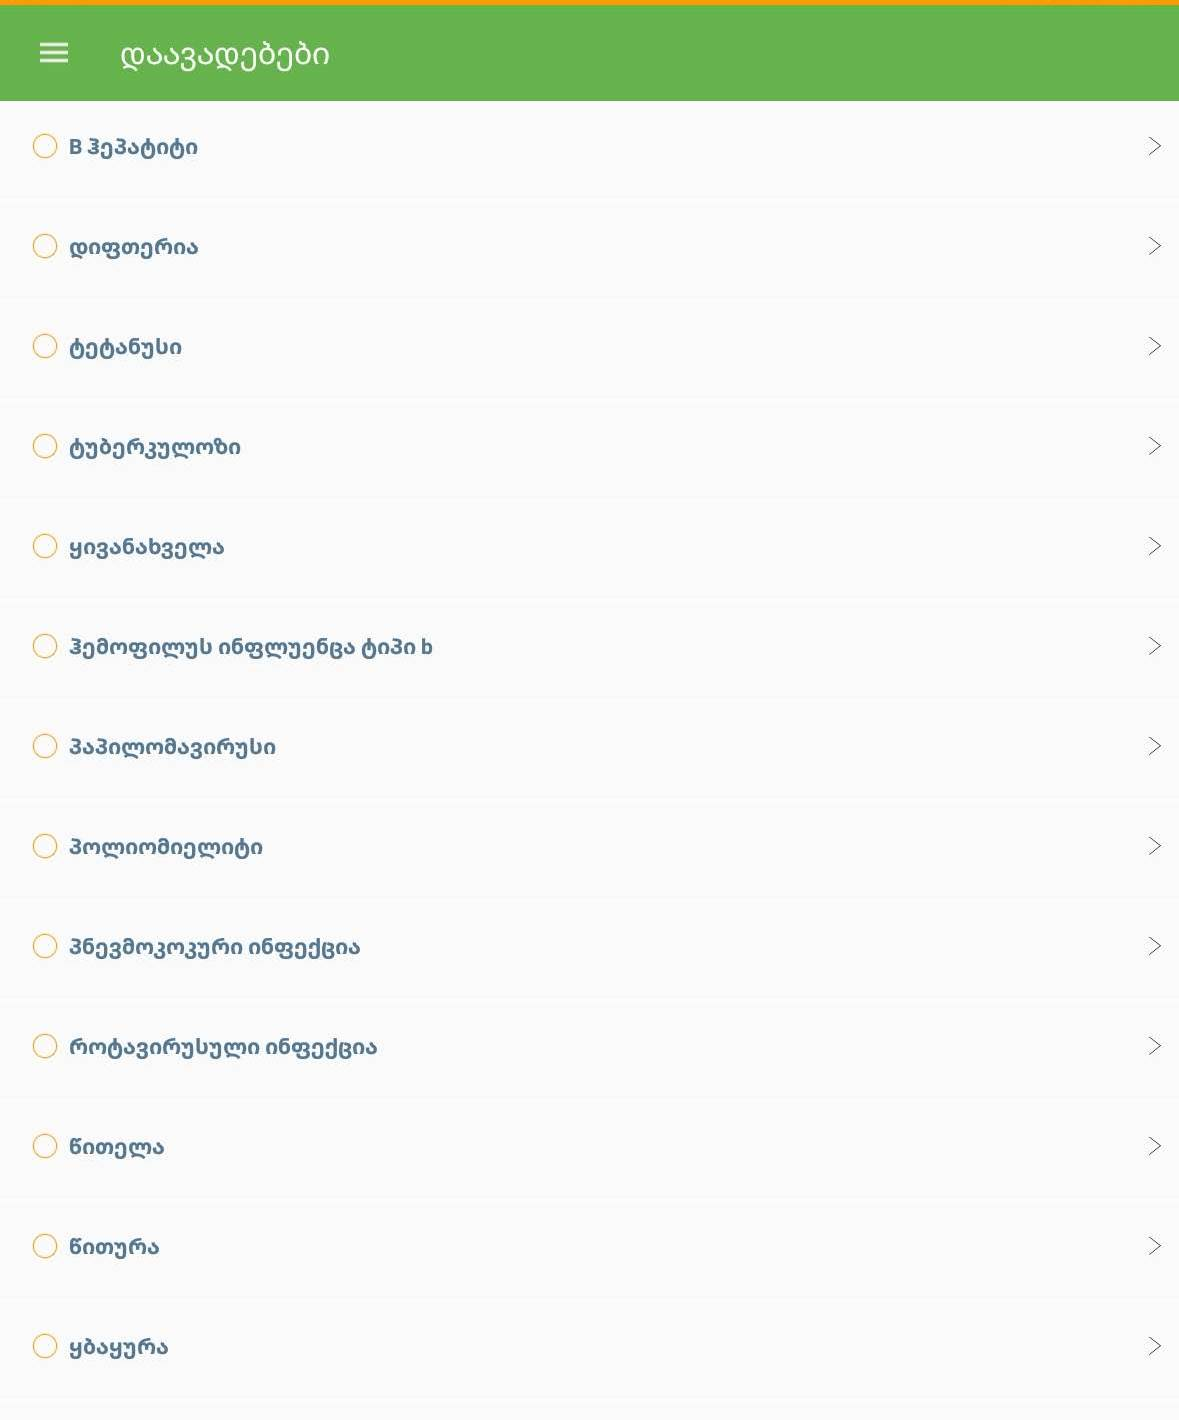 დაავადებები
B ჰეპატიტი
დიფთერია
ტეტანუსი
ტუბერკულოზი
ყივანახველა
ჰემოფილუს ინფლუენცა ტიპი b
პაპილომავირუსი
პოლიომიელიტი
პნევმოკოკური ინფექცია
როტავირუსული ინფექცია
წითელა
წითურა
ყბაყურა